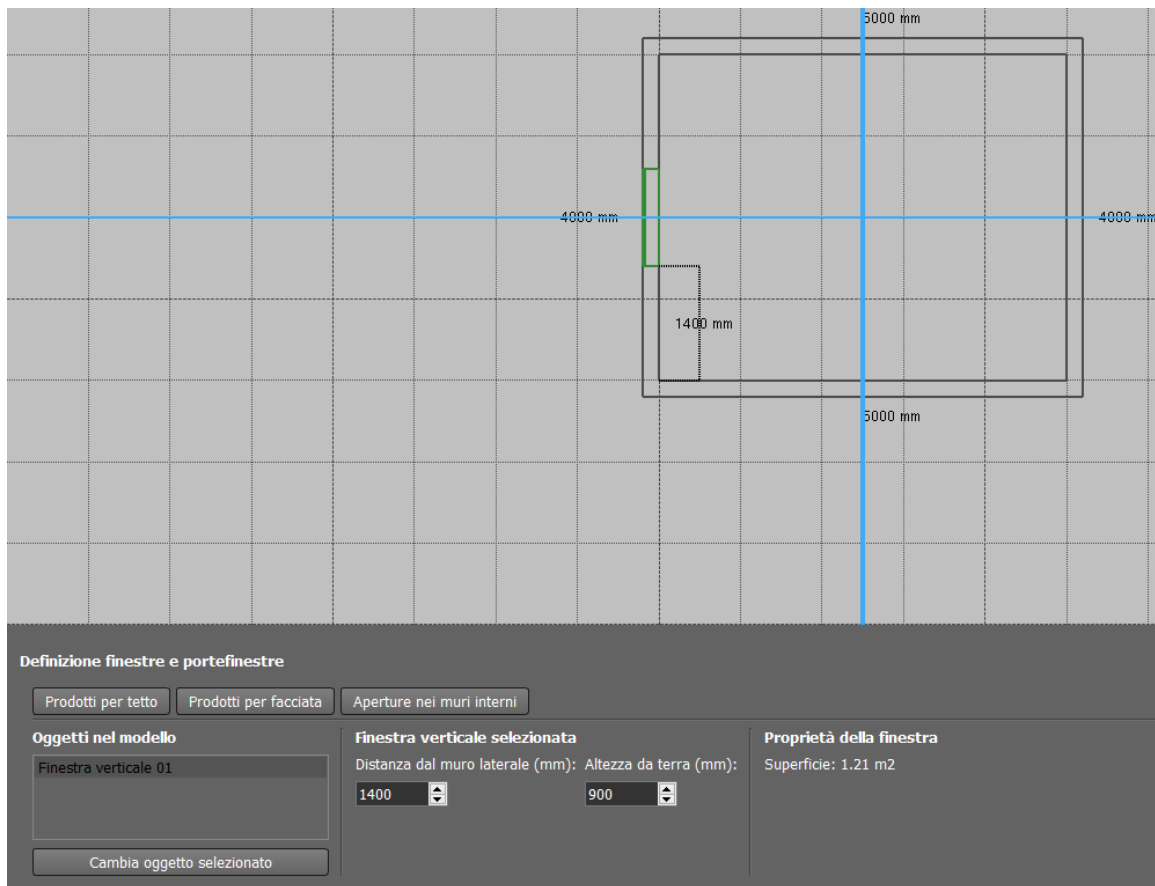 5000 mm
4000 mm
4000 mm
1400 mm
5000 mm
Definizione finestre e portefinestre
Prodotti per tetto
Prodotti per facciata
Aperture nei muri interni
Oggetti nel modello
Finestra verticale selezionata
Proprietà della finestra
Finestra verticale 01
Distanza dal muro laterale (mm):
Altezza da terra (mm):
Superficie: 1.21 m2
1400
900
Cambia oggetto selezionato